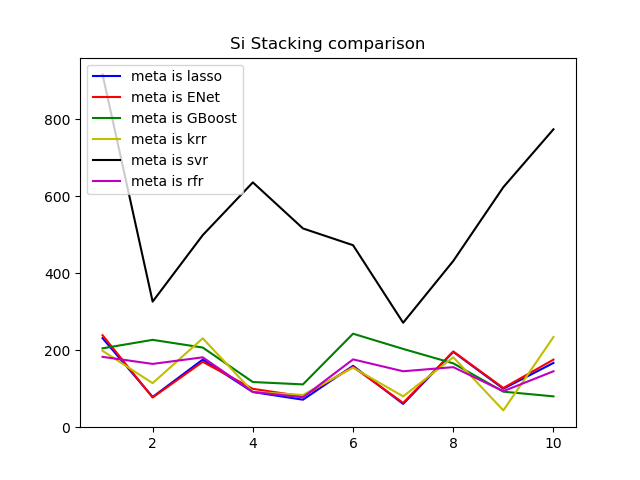 Si Stacking comparison
meta is lasso
meta is ENet
meta is GBoost
meta is krr
meta is svr
meta is rfr
800
600
400
200
0
2 4 6 8 10